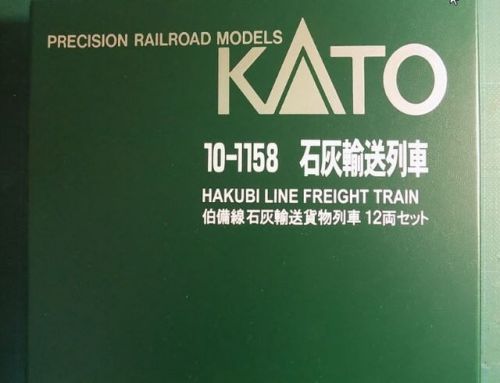 PRECISION RAILROAD MODELS
KATO
10-1158 石灰輸送列車
HAKUBI LINE FREIGHT TRAIN
伯備線石灰輸送貨物列車 12両セット